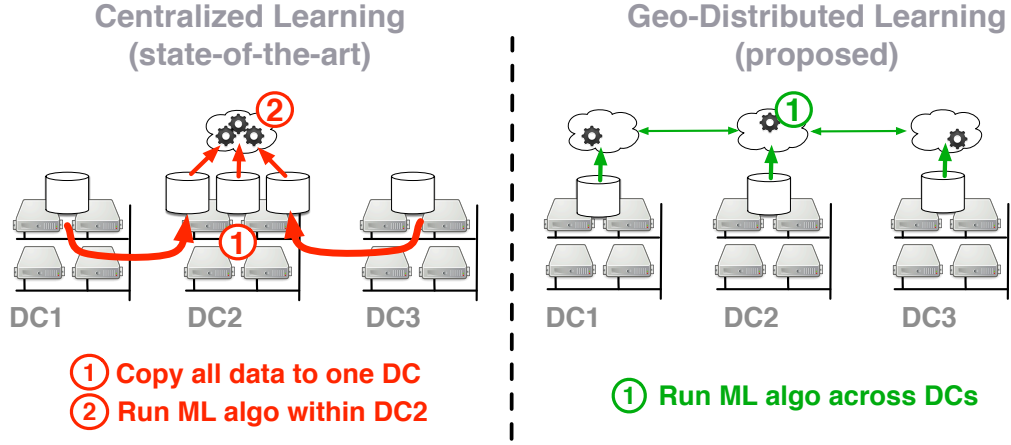 Centralized Learning
(state-of-the-art)
2
1
DC1
DC2
DC3
1 Copy all data to one DC
2 Run ML algo within DC2
Geo-Distributed Learning
(proposed)
1
DC1
DC2
DC3
1 Run ML algo across DCs